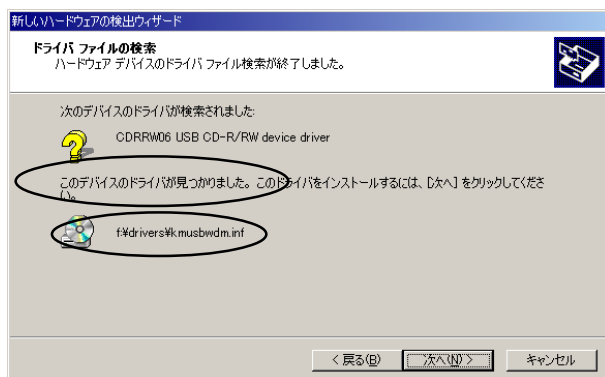 新しいハードウェアの検出ウィザード
ドライバ ファイルの検索
ハードウェア デバイスのドライバ ファイル検索が終了しました。
次のデバイスのドライバが検索されました:
CDRRW06 USB CD-R/RW device driver
このデバイスのドライバが見つかりました。このドライバをインストールするには、[次へ] をクリックしてくださ
い。
f:¥drivers¥kmusbwdm.inf
< 戻る(B)
次へ(N) >
キャンセル